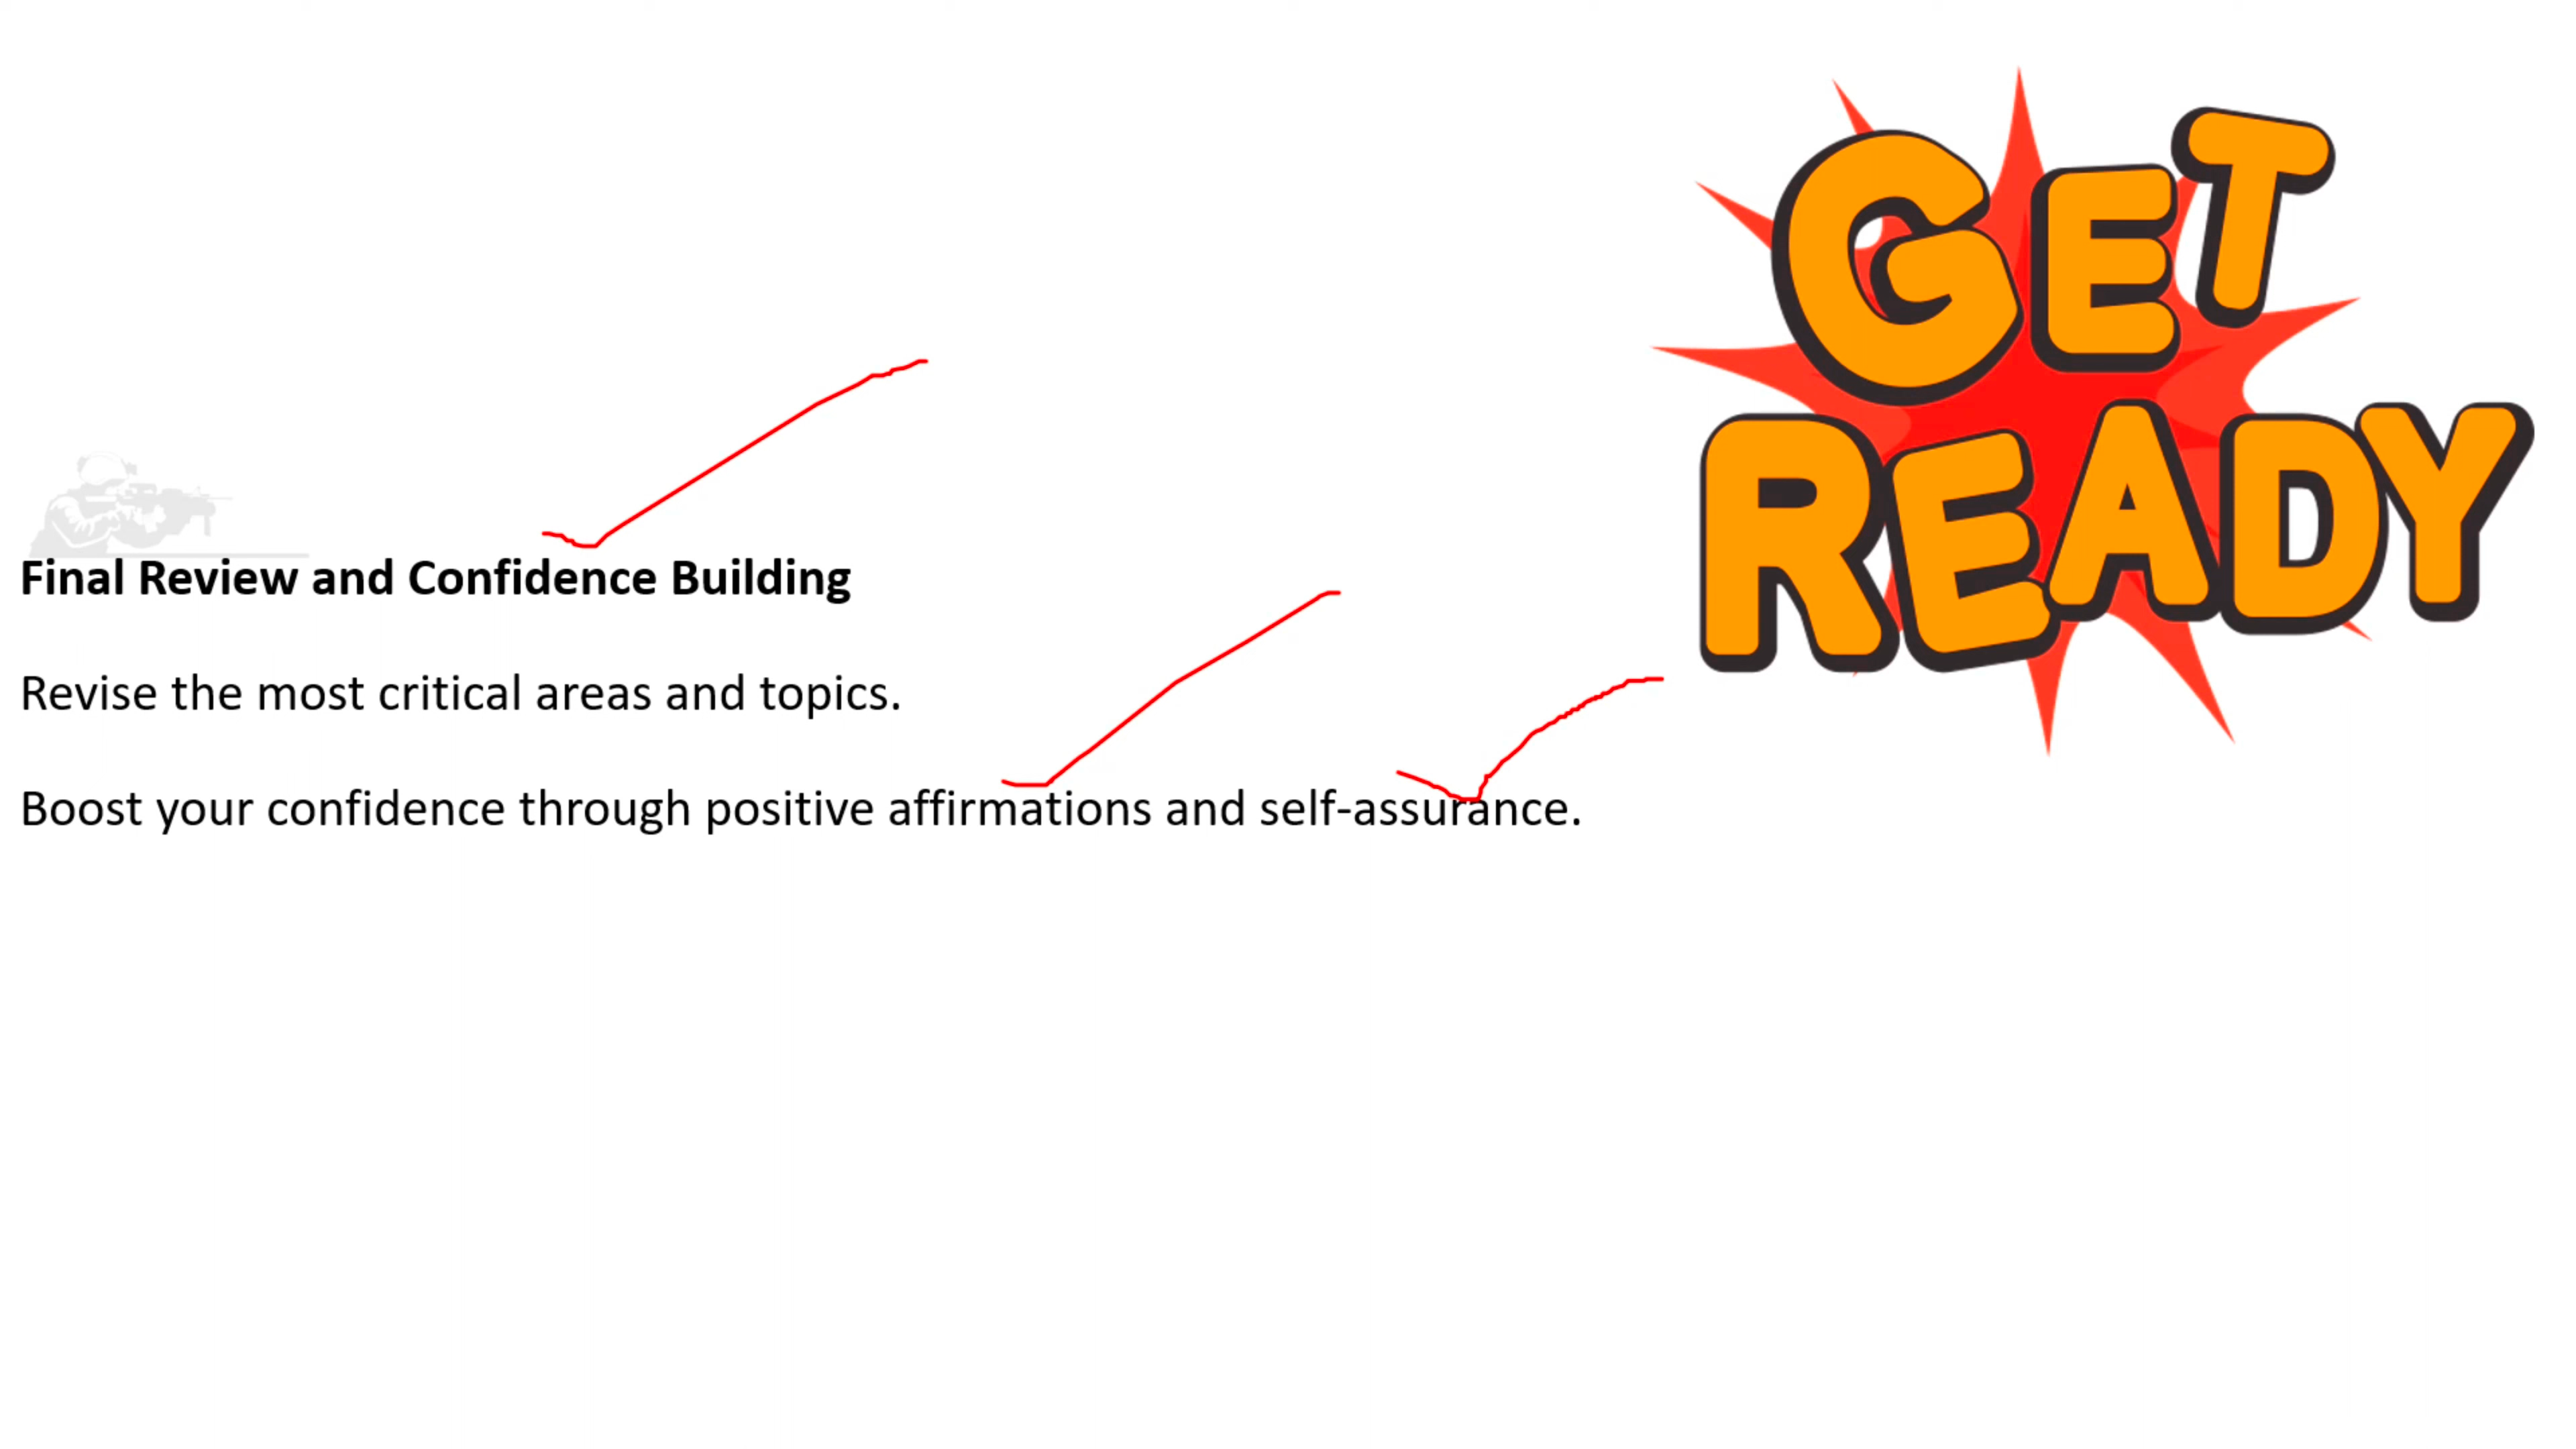 GET
READY
Final Review and Confidence Building
Revise the most critical areas and topics.
Boost your confidence through positive affirmations and self-assurance.